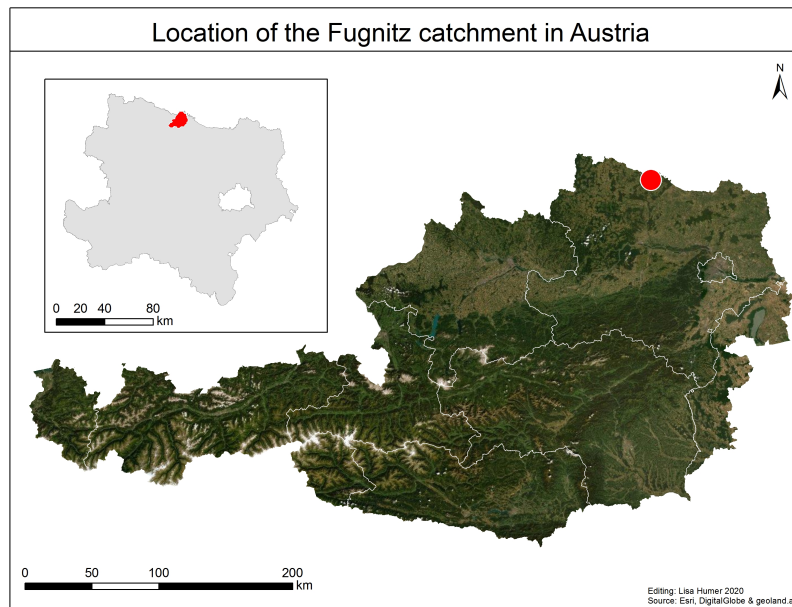 Location of the Fugnitz catchment in Austria
N
0 20 40 80
km
0 50 100 200
km
Editing: Lisa Humer 2020
Source: Esri, DigitalGlobe & geoland.a